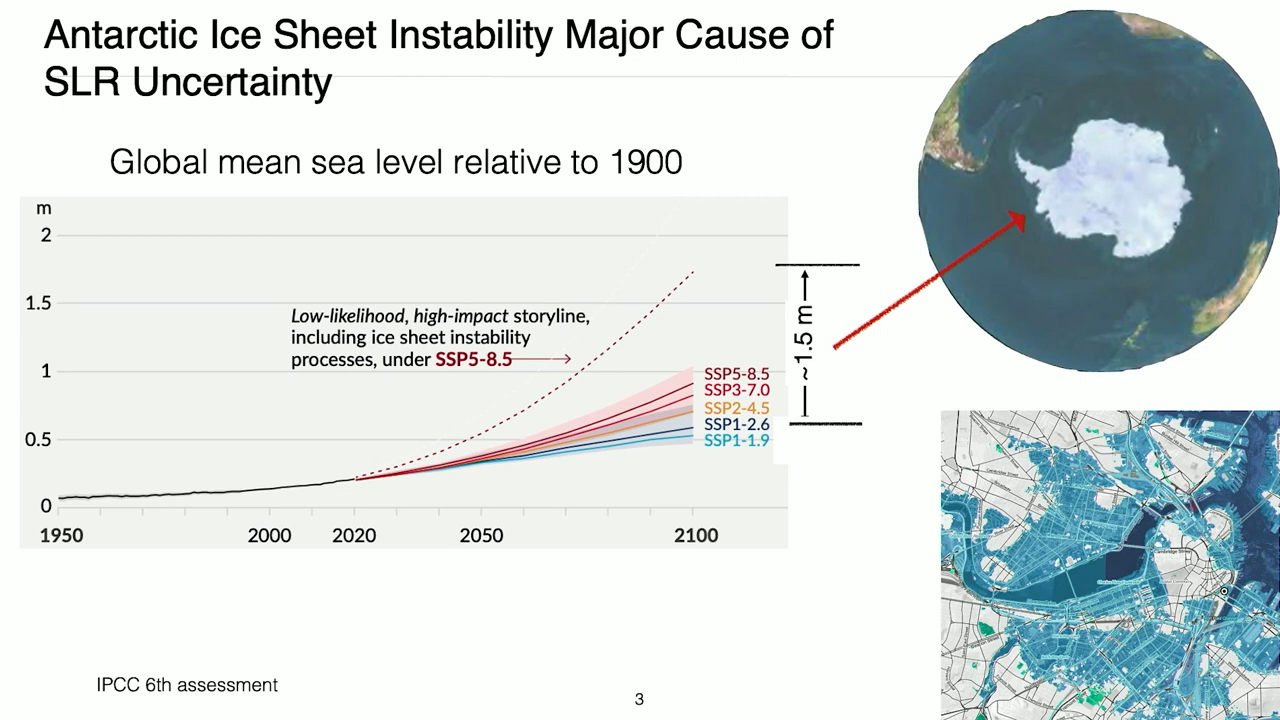 Antarctic Ice Sheet Instability Major Cause of
SLR Uncertainty
Global mean sea level relative to 1900
m
2
1.5
1
0.5
0
Low-likelihood, high-impact storyline,
including ice sheet instability
processes, under SSP5-8.5
SSP5-8.5
SSP3-7.0
SSP2-4.5
SSP1-2.6
SSP1-1.9
~1.5 m
1950
2000
2020
2050
2100
Cambridge Street
IPCC 6th assessment
3